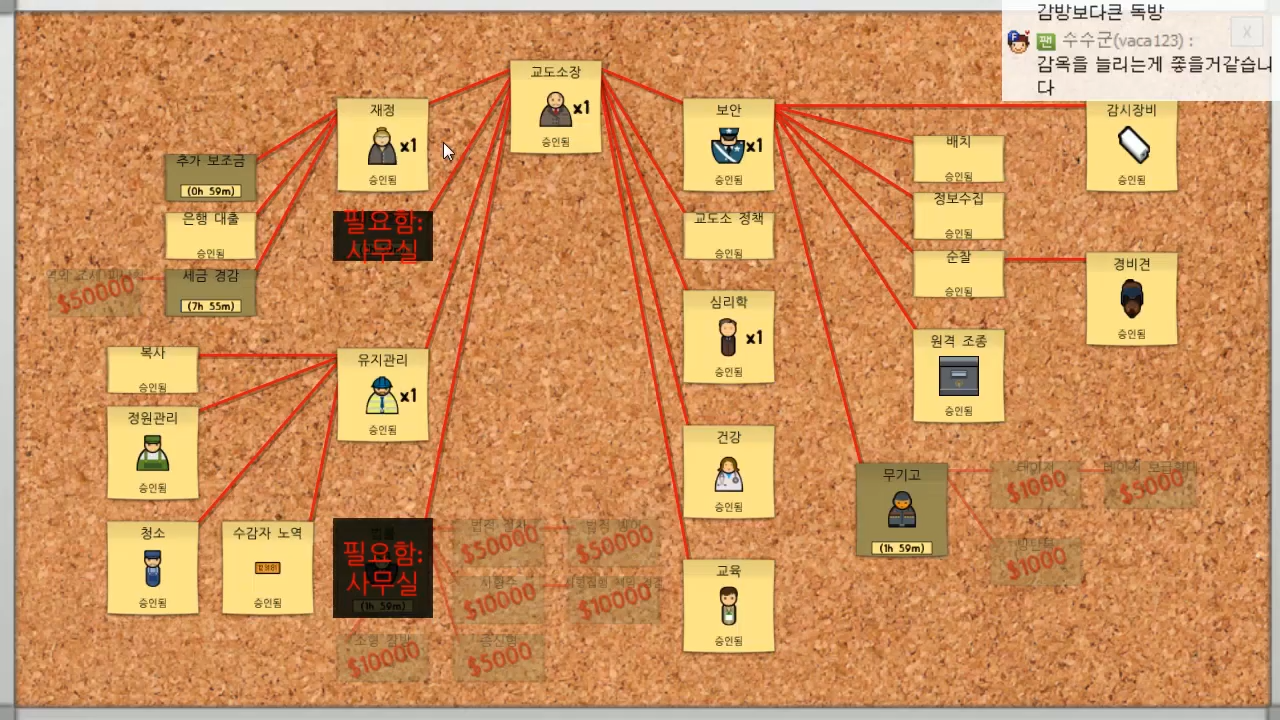 감방보다큰 독방
팬 수수군(vaca123) :
감옥을 늘리는게 좋을거같습니
다
X
교도소장
x1
승인됨
재정
x1
승인됨
보안
x1
승인됨
감시장비
승인됨
추가 보조금
(0h 59m)
배치
승인됨
은행 대출
승인됨
필요함:
사무실
교도소 정책
승인됨
정보수집
승인됨
$50000
세금 경감
(7h 55m)
순찰
승인됨
경비견
승인됨
심리학
x1
승인됨
복사
승인됨
유지관리
x1
승인됨
원격 조종
승인됨
정원관리
승인됨
건강
승인됨
무기고
(1h 59m)
테이저
$1000
$5000
방탄복
$1000
청소
승인됨
수감자 노역
승인됨
필요함:
사무실
(1h 59m)
$50000
$50000
$10000
$10000
$10000
종신형
$5000
교육
승인됨